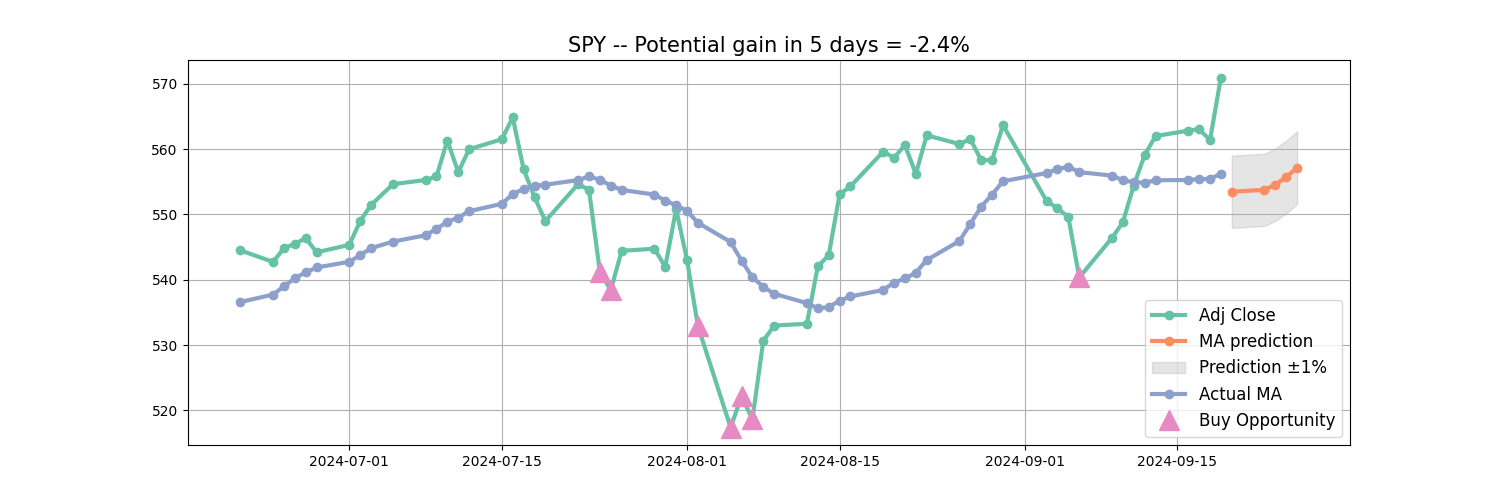 SPY -- Potential gain in 5 days = -2.4%
570
560
550
540
530
520
Adj Close
MA prediction
Prediction ±1%
Actual MA
Buy Opportunity
2024-07-01
2024-07-15
2024-08-01
2024-08-15
2024-09-01
2024-09-15